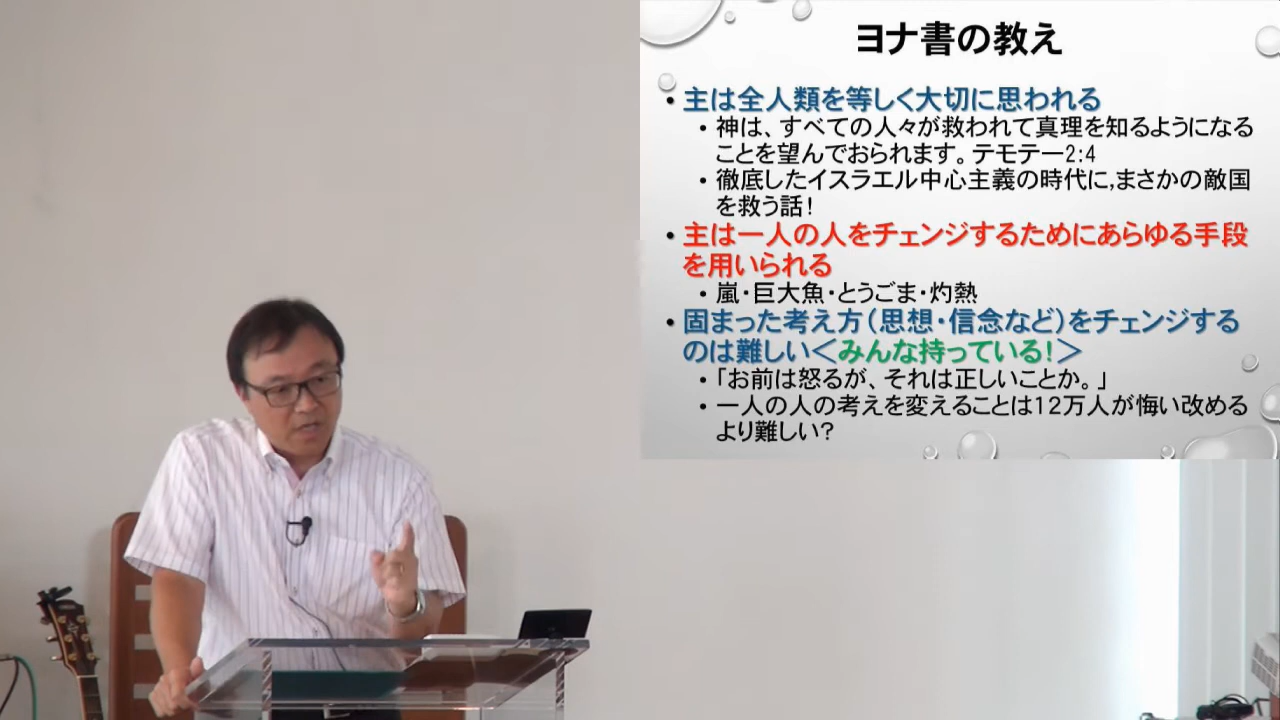 ヨナ書の教え
• 主は全人類を等しく大切に思われる
• 神は、すべての人々が救われて真理を知るようになる
ことを望んでおられます。テモテー2:4
• 徹底したイスラエル中心主義の時代に,まさかの敵国
を救う話!
• 主は一人の人をチェンジするためにあらゆる手段
を用いられる
• 嵐・巨大魚・とうごま・灼熱
• 固まった考え方(思想・信念など)をチェンジする
のは難しい<みんな持っている!>
• 「お前は怒るが、それは正しいことか。」
• 一人の人の考えを変えることは12万人が悔い改める
より難しい?